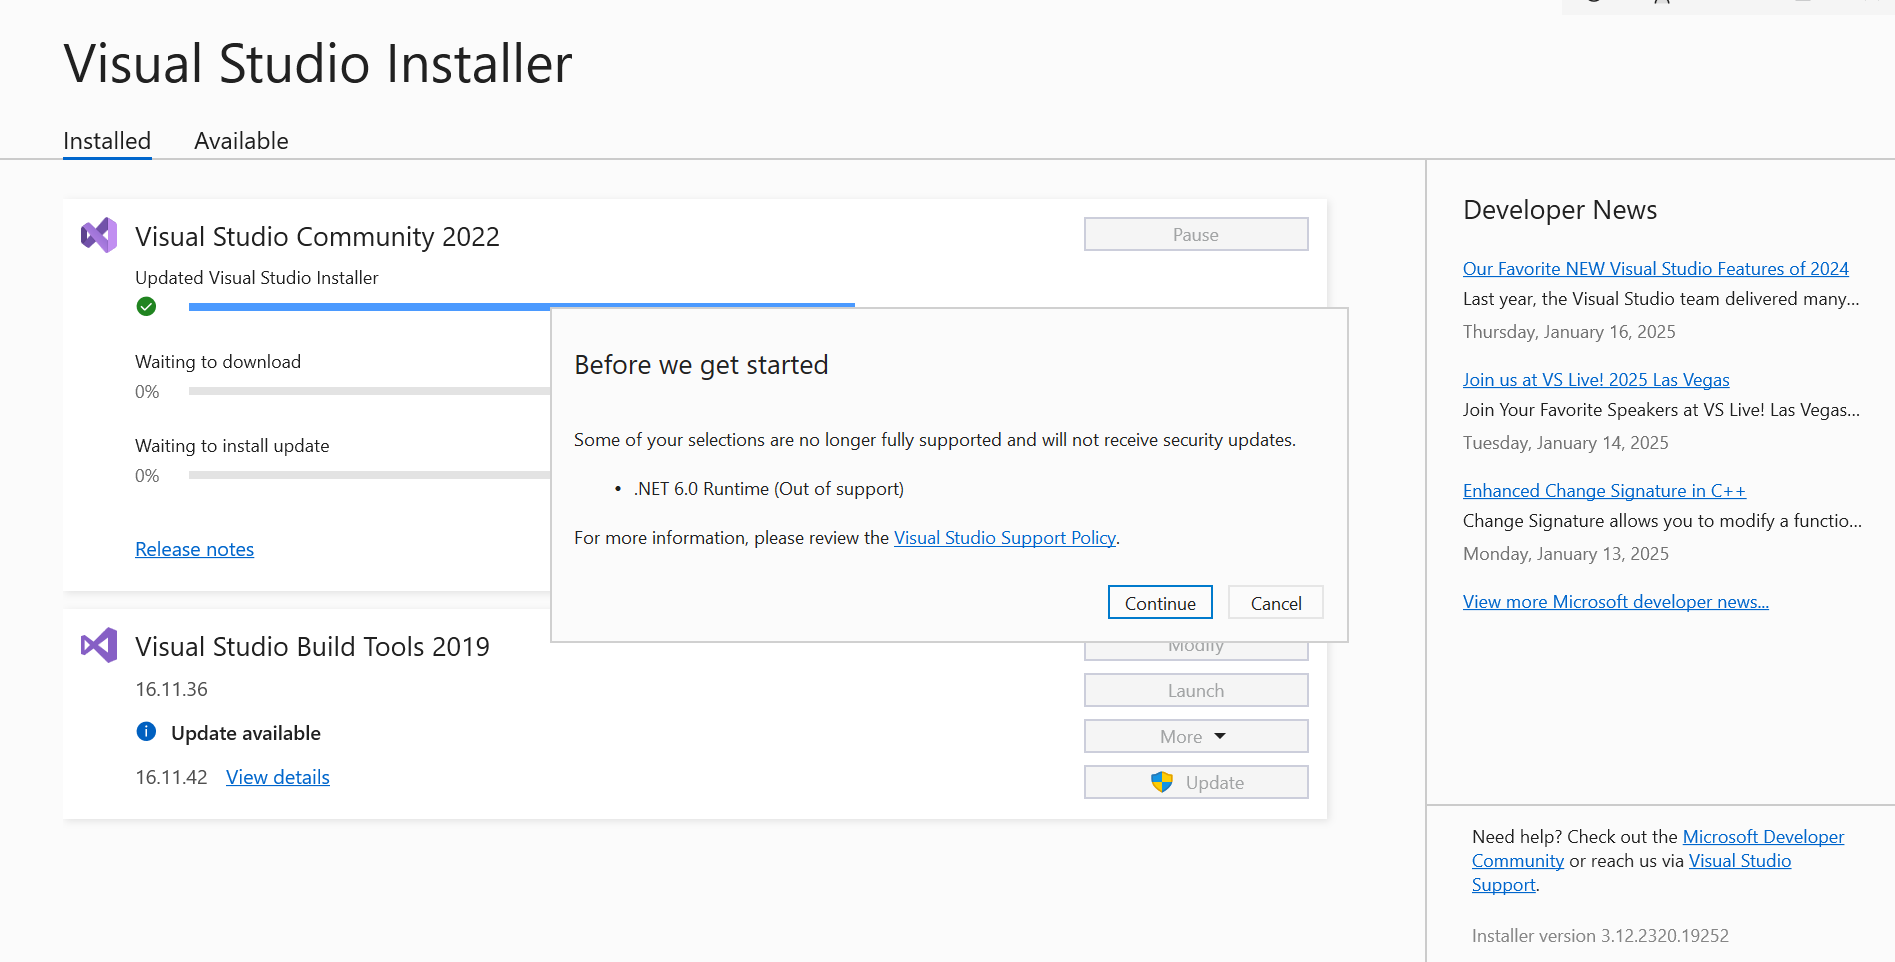 Visual Studio Installer
Installed
Available
Visual Studio Community 2022
Pause
Updated Visual Studio Installer
Waiting to download
0%
Waiting to install update
0%
Release notes
Before we get started
Some of your selections are no longer fully supported and will not receive security updates.
• .NET 6.0 Runtime (Out of support)
For more information, please review the Visual Studio Support Policy.
Continue
Cancel
Visual Studio Build Tools 2019
Modify
16.11.36
Launch
Update available
More
16.11.42 View details
Update
Developer News
Our Favorite NEW Visual Studio Features of 2024
Last year, the Visual Studio team delivered many...
Thursday, January 16, 2025
Join us at VS Live! 2025 Las Vegas
Join Your Favorite Speakers at VS Live! Las Vegas...
Tuesday, January 14, 2025
Enhanced Change Signature in C++
Change Signature allows you to modify a functio...
Monday, January 13, 2025
View more Microsoft developer news...
Need help? Check out the Microsoft Developer
Community or reach us via Visual Studio
Support.
Installer version 3.12.2320.19252